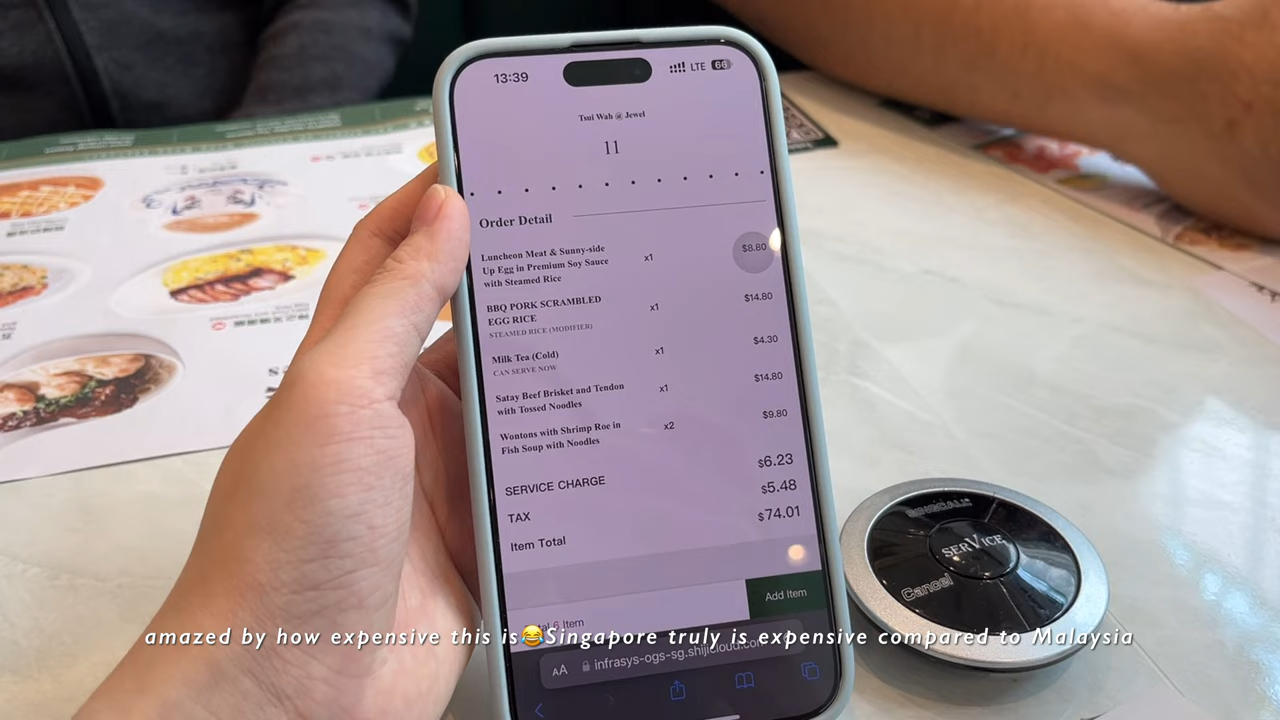 13:39
LTE 66
Tsui Wah @ Jewel
11
Order Detail
Luncheon Meat & Sunny-side
Up Egg in Premium Soy Sauce
with Steamed Rice
x1
$8.80
BBQ PORK SCRAMBLED
EGG RICE
STEAMED RICE (MODIFIER)
x1
$14.80
Milk Tea (Cold)
CAN SERVE NOW
x1
$4.30
Satay Beef Brisket and Tendon
with Tossed Noodles
x1
$14.80
Wontons with Shrimp Roe in
Fish Soup with Noodles
x2
$9.80
SERVICE CHARGE
$6.23
TAX
$5.48
Item Total
$74.01
Add Item
6 Item
amazed by how expensive this is😂Singapore truly is expensive compared to Malaysia
AA infrasys-ogs-sg.shijicloud.com
SERVICE
Cancel